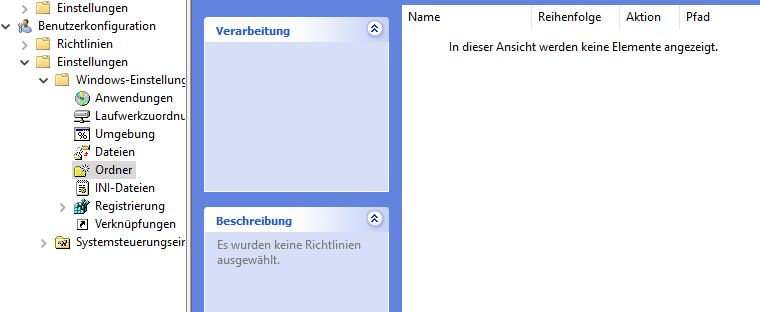 Einstellungen
Benutzerkonfiguration
Richtlinien
Einstellungen
Windows-Einstellung
Anwendungen
Laufwerkzuordnu
Umgebung
Dateien
Ordner
INI-Dateien
Registrierung
Verknüpfungen
Systemsteuerungsein
Verarbeitung
Beschreibung
Es wurden keine Richtlinien
ausgewählt.
Name Reihenfolge Aktion Pfad
In dieser Ansicht werden keine Elemente angezeigt.